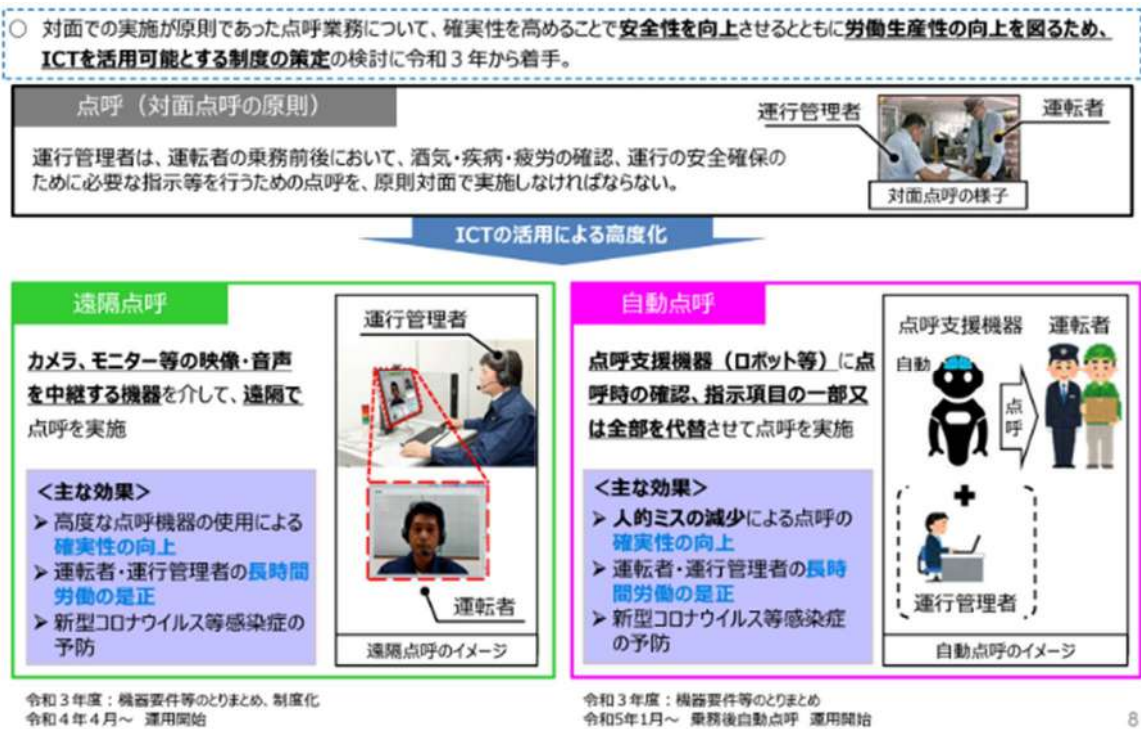 ○ 対面での実施が原則であった点呼業務について、確実性を高めることで安全性を向上させるとともに労働生産性の向上を図るため、
ICTを活用可能とする制度の策定の検討に令和３年から着手。
点呼（対面点呼の原則）
運行管理者は、運転者の乗務前後において、酒気・疾病・疲労の確認、運行の安全確保の
ために必要な指示等を行うための点呼を、原則対面で実施しなければならない。
運行管理者
運転者
対面点呼の様子
ICTの活用による高度化
遠隔点呼
カメラ、モニター等の映像・音声
を中継する機器を介して、遠隔で
点呼を実施
＜主な効果＞
➢ 高度な点呼機器の使用による
確実性の向上
➢ 運転者・運行管理者の長時間
労働の是正
➢ 新型コロナウイルス等感染症の
予防
運行管理者
運転者
遠隔点呼のイメージ
令和３年度：機器要件等のとりまとめ、制度化
令和４年４月～ 運用開始
自動点呼
点呼支援機器（ロボット等）に点
呼時の確認、指示項目の一部又
は全部を代替させて点呼を実施
＜主な効果＞
➢ 人的ミスの減少による点呼の
確実性の向上
➢ 運転者・運行管理者の長時
間労働の是正
➢ 新型コロナウイルス等感染症
の予防
点呼支援機器
運転者
自動
点呼
＋
運行管理者
自動点呼のイメージ
令和３年度：機器要件等のとりまとめ
令和5年1月～ 乗務後自動点呼 運用開始
8